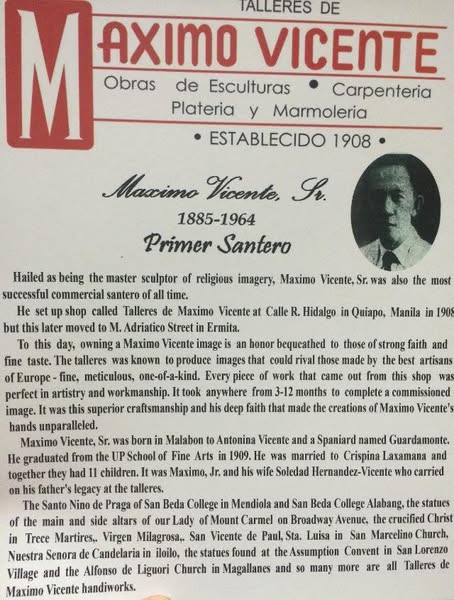 TALLERES DE
MAXIMO VICENTE
Obras de Esculturas • Carpenteria
Plateria y Marmoleria
• ESTABLECIDO 1908 •
Maximo Vicente, Sr.
1885-1964
Primer Santero
Hailed as being the master sculptor of religious imagery, Maximo Vicente, Sr. was also the most
successful commercial santero of all time.
He set up shop called Talleres de Maximo Vicente at Calle R. Hidalgo in Quiapo, Manila in 1908
but this later moved to M. Adriatico Street in Ermita.
To this day, owning a Maximo Vicente image is an honor bequeathed to those of strong faith and
fine taste. The talleres was known to produce images that could rival those made by the best artisans
of Europe - fine, meticulous, one-of-a-kind. Every piece of work that came out from this shop was
perfect in artistry and workmanship. It took anywhere from 3-12 months to complete a commissioned
image. It was this superior craftsmanship and his deep faith that made the creations of Maximo Vicente's
hands unparalleled.
Maximo Vicente, Sr. was born in Malabon to Antonina Vicente and a Spaniard named Guardamonte.
He graduated from the UP School of Fine Arts in 1909. He was married to Crispina Laxamana and
together they had 11 children. It was Maximo, Jr. and his wife Soledad Hernandez-Vicente who carried
on his father's legacy at the talleres.
The Santo Nino de Praga of San Beda College in Mendiola and San Beda College Alabang, the statues
of the main and side altars of our Lady of Mount Carmel on Broadway Avenue, the crucified Christ
in Trece Martires,. Virgen Milagrosa,. San Vicente de Paul, Sta. Luisa in San Marcelino Church,
Nuestra Senora de Candelaria in iloilo, the statues found at the Assumption Convent in San Lorenzo
Village and the Alfonso de Liguori Church in Magallanes and so many more are all Talleres de
Maximo Vicente handiworks.